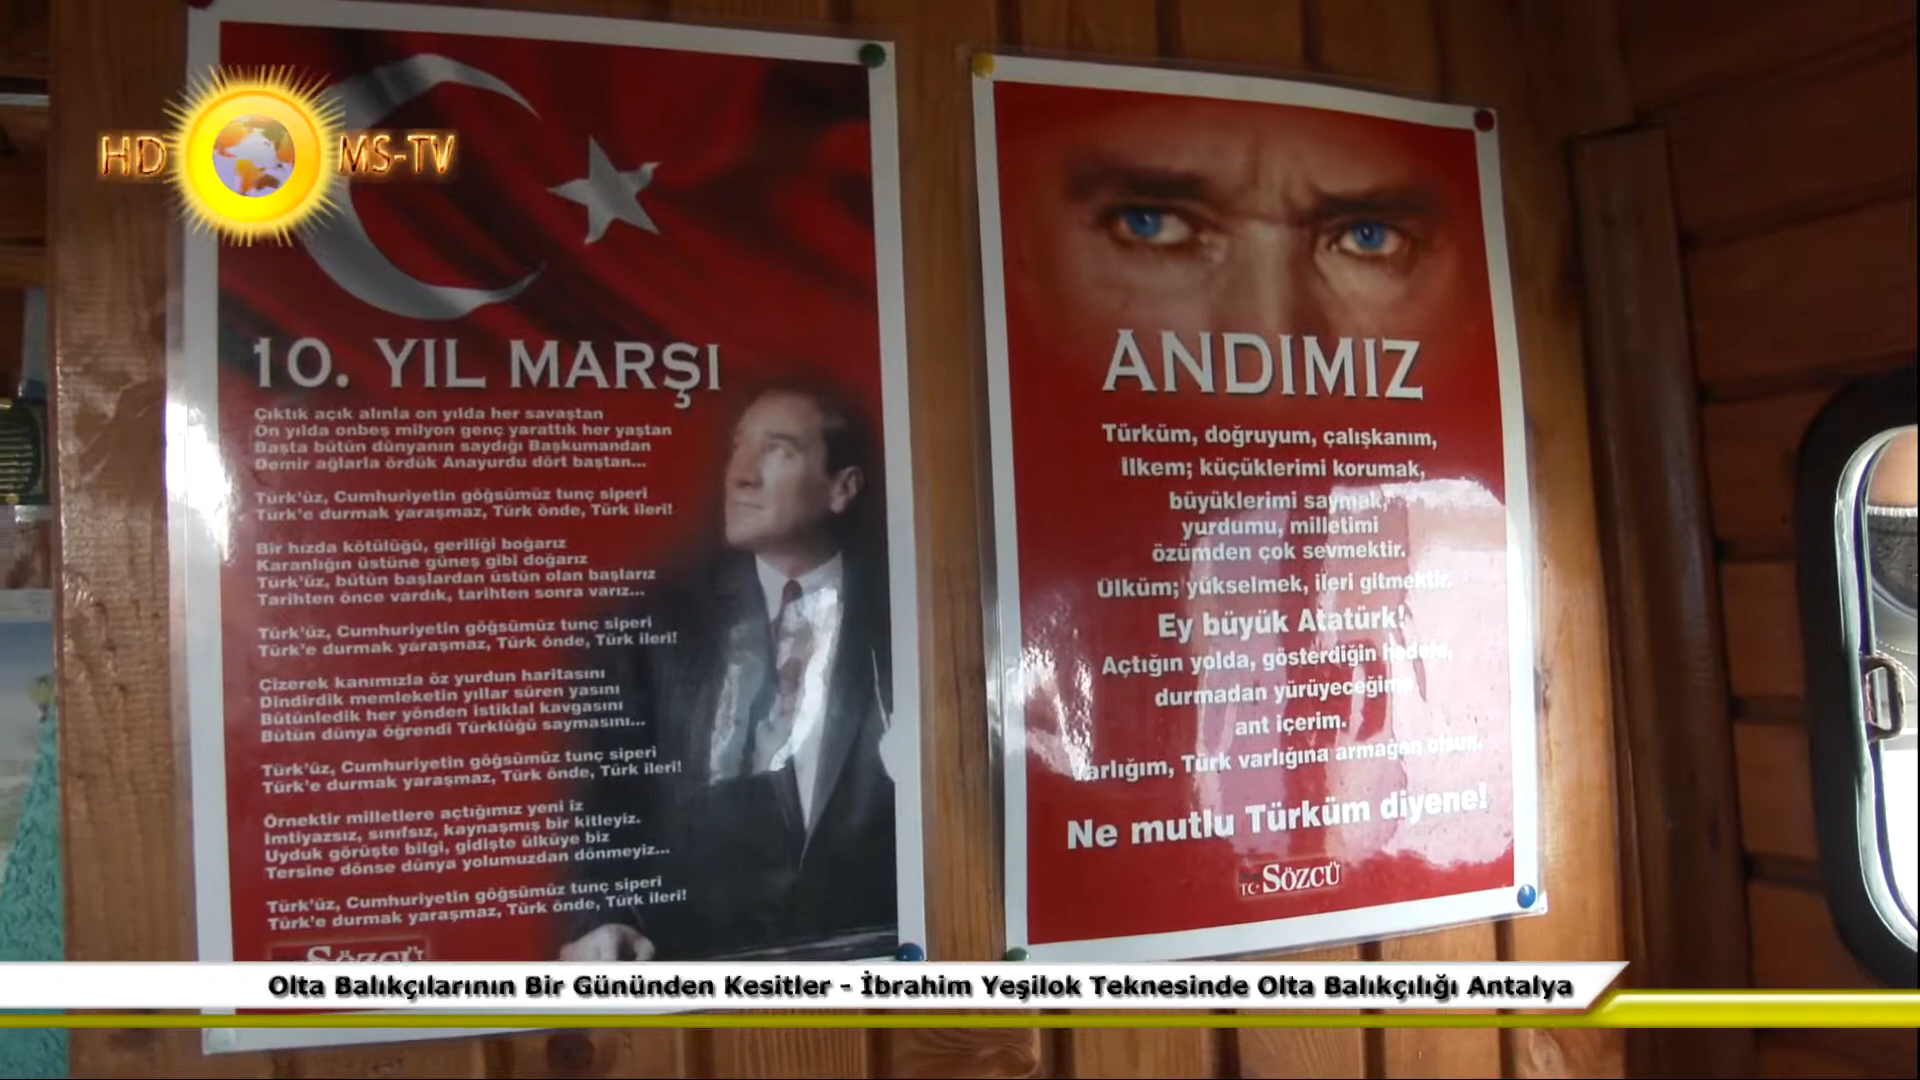 HD MS-TV
10. YIL MARŞI
Çıktık açık alınla on yılda her savaştan
On yılda onbeş milyon genç yarattık her yaştan
Başta bütün dünyanın saydığı Başkumandan
Demir ağlarla ördük Anayurdu dört baştan...
Türk'üz, Cumhuriyetin göğsümüz tunç siperi
Türk'e durmak yaraşmaz, Türk önde, Türk ileri!
Bir hızda kötülüğü, geriliği boğarız
Karanlığın üstüne güneş gibi doğarız
Türk'üz, bütün başlardan üstün olan başlarız
Tarihten önce vardık, tarihten sonra varız...
Türk'üz, Cumhuriyetin göğsümüz tunç siperi
Türk'e durmak yaraşmaz, Türk önde, Türk ileri!
Çizerek kanımızla öz yurdun haritasını
Dindirdik memleketin yıllar süren yasını
Bütünledik her yönden istiklal kavgasını
Bütün dünya öğrendi Türklüğü saymasını...
Türk'üz, Cumhuriyetin göğsümüz tunç siperi
Türk'e durmak yaraşmaz, Türk önde, Türk ileri!
Örnektir milletlere açtığımız yeni iz
İmtiyazsız, sınıfsız, kaynaşmış bir kitleyiz.
Uyduk görüşte bilgi, gidişte ülküye biz
Tersine dönse dünya yolumuzdan dönmeyiz...
Türk'üz, Cumhuriyetin göğsümüz tunç siperi
Türk'e durmak yaraşmaz, Türk önde, Türk ileri!
SÖZCÜ
ANDIMIZ
Türküm, doğruyum, çalışkanım,
İlkem; küçüklerimi korumak,
büyüklerimi saymak,
yurdumu, milletimi
özümden çok sevmektir.
Ülküm; yükselmek, ileri gitmektir.
Ey büyük Atatürk!
Açtığın yolda, gösterdiğin hedefe,
durmadan yürüyeceğime
ant içerim.
Varlığım, Türk varlığına armağan olsun.
Ne mutlu Türküm diyene!
SÖZCÜ
Olta Balıkçılarının Bir Gününden Kesitler - İbrahim Yeşilok Teknesinde Olta Balıkçılığı Antalya